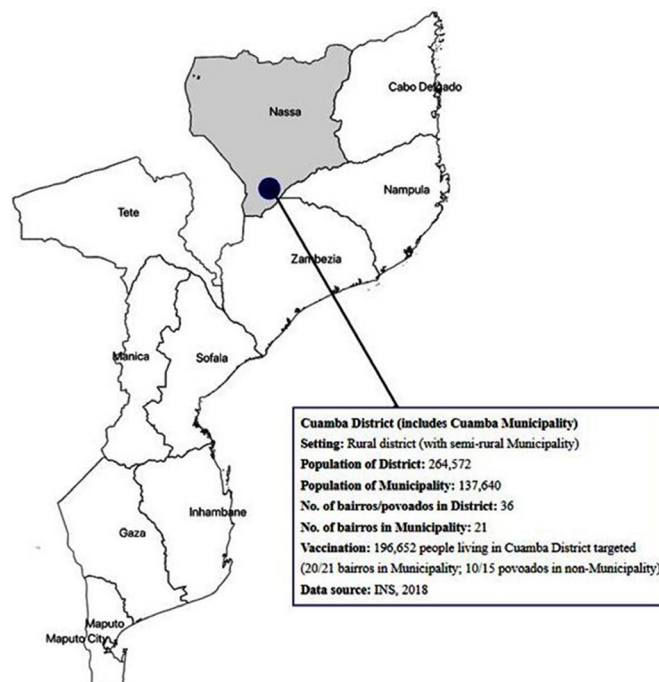 Cabo Delgado
Nassa
Nampula
Tete
Zambezia
Manica
Sofala
Inhambane
Gaza
Maputo
Maputo City
Cuamba District (includes Cuamba Municipality)
Setting: Rural district (with semi-rural Municipality)
Population of District: 264,572
Population of Municipality: 137,640
No. of bairros/povoados in District: 36
No. of bairros in Municipality: 21
Vaccination: 196,652 people living in Cuamba District targeted
(20/21 bairros in Municipality; 10/15 povoados in non-Municipality)
Data source: INS, 2018